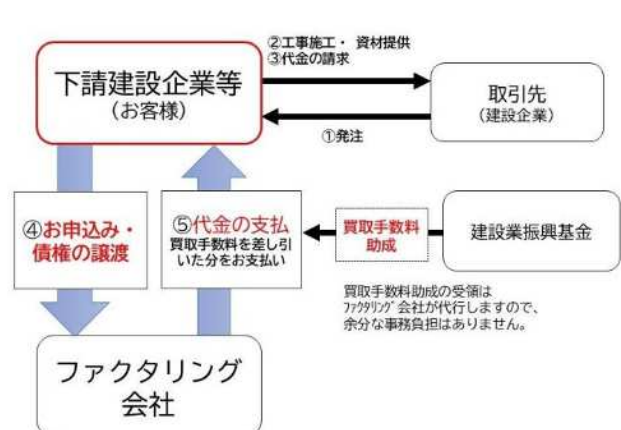 ②工事施工・ 資材提供
③代金の請求
下請建設企業等
(お客様)
取引先
(建設企業)
①発注
④お申込み・
債権の譲渡
⑤代金の支払
買取手数料を差し引
いた分をお支払い
買取手数料
助成
建設業振興基金
買取手数料助成の受領は
ファクタリング会社が代行しますので、
余分な事務負担はありません。
ファクタリング
会社